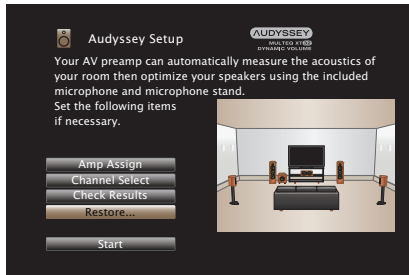 Audyssey Setup
AUDYSSEY
MULTEQ XT32
DYNAMIC VOLUME
Your AV preamp can automatically measure the acoustics of
your room then optimize your speakers using the included
microphone and microphone stand.
Set the following items
if necessary.
Amp Assign
Channel Select
Check Results
Restore...
Start